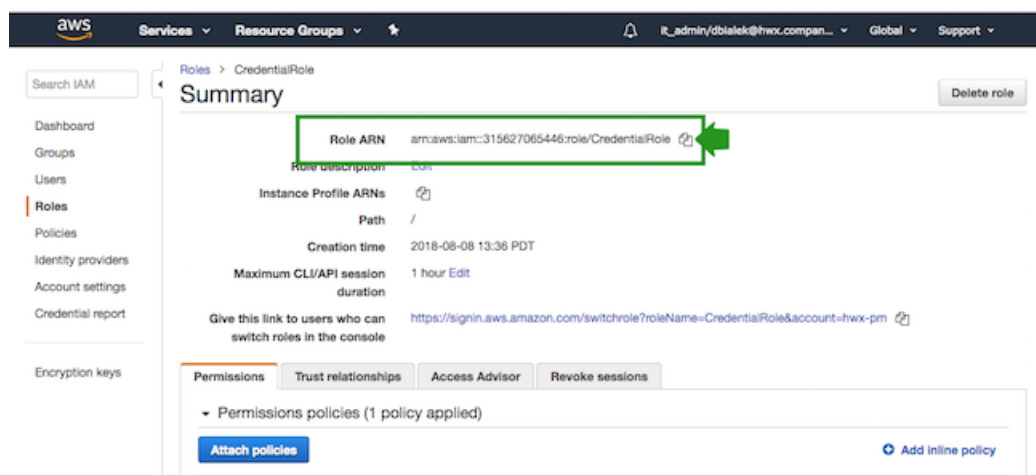 aws
Services
Resource Groups
it_admin/dbialek@hwx.compan...
Global
Support
Search IAM
Dashboard
Groups
Users
Roles
Policies
Identity providers
Account settings
Credential report
Encryption keys
Roles > CredentialRole
Summary
Delete role
Role ARN arn:aws:iam::315627065446:role/CredentialRole
Role description Edit
Instance Profile ARNs
Path /
Creation time 2018-08-08 13:36 PDT
Maximum CLI/API session 1 hour Edit
duration
Give this link to users who can https://signin.aws.amazon.com/switchrole?roleName=CredentialRole&account=hwx-pm
switch roles in the console
Permissions
Trust relationships
Access Advisor
Revoke sessions
Permissions policies (1 policy applied)
Attach policies
Add inline policy